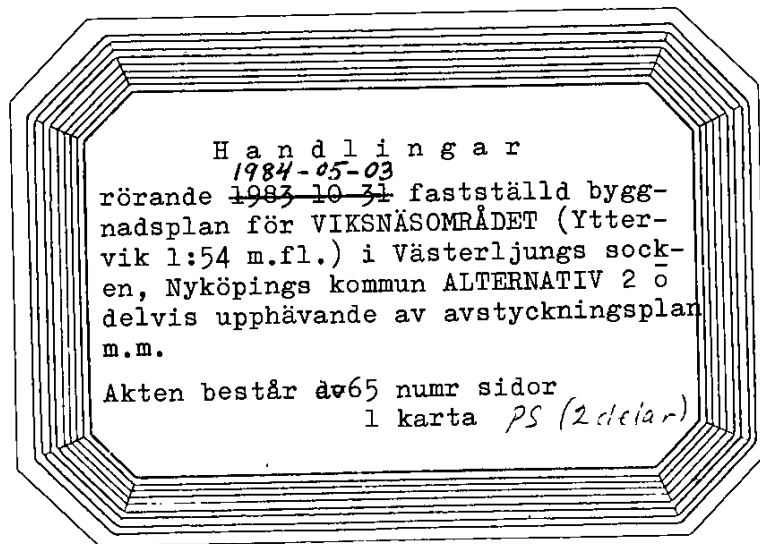 Handlingar
1984-05-03
rörande 1983-10-31 fastställd bygg-
nadsplan för VIKSNÄSOMRÅDET (Ytter-
vik 1:54 m.fl.) i Västerljungs sock-
en, Nyköpings kommun ALTERNATIV 2 o
delvis upphävande av avstyckningsplan
m.m.
Akten består av 65 numr sidor
1 karta PS (2 delar)